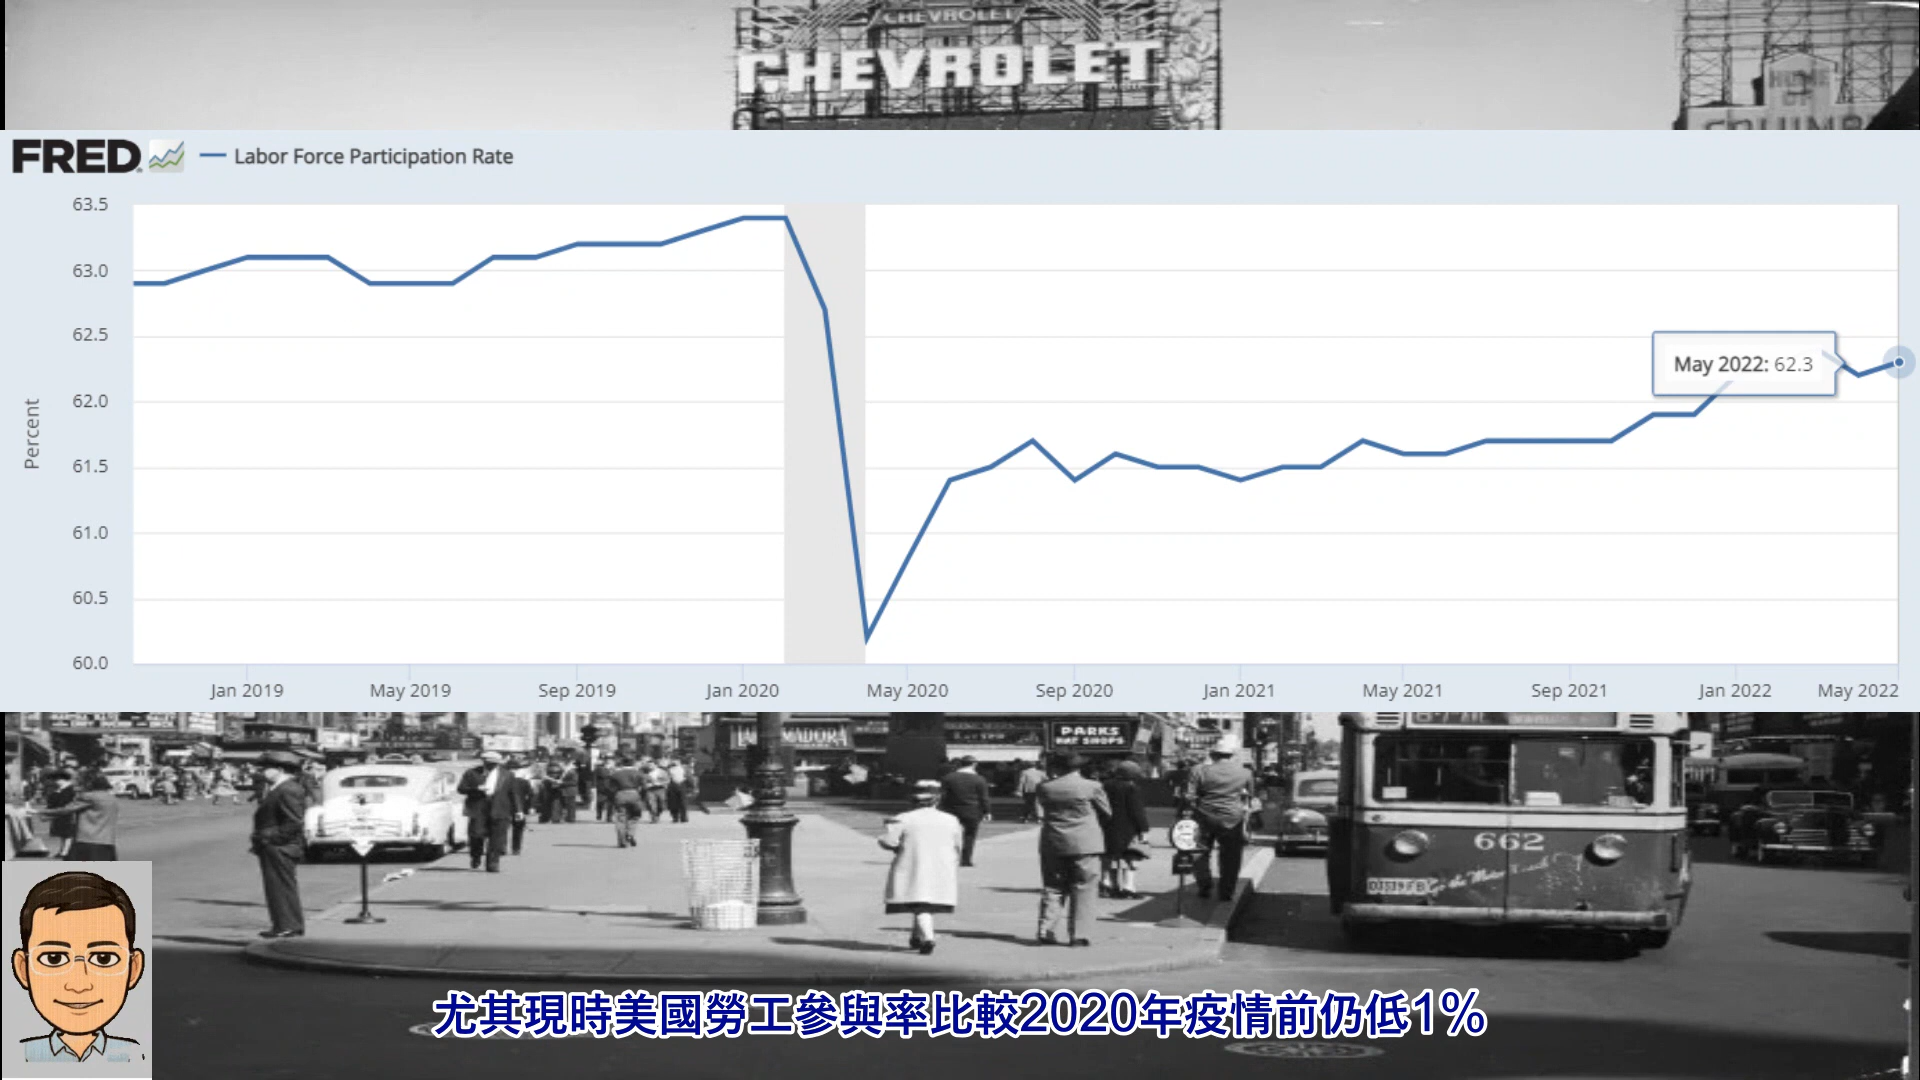 CHEVROLET
CHEVROLET
HOME
OF
FRED
Labor Force Participation Rate
63.5
63.0
62.5
62.0
61.5
61.0
60.5
60.0
Percent
May 2022: 62.3
Jan 2019
May 2019
Sep 2019
Jan 2020
May 2020
Sep 2020
Jan 2021
May 2021
Sep 2021
Jan 2022
May 2022
PARKS
HAT SHOPS
662
尤其現時美國勞工參與率比較2020年疫情前仍低1%